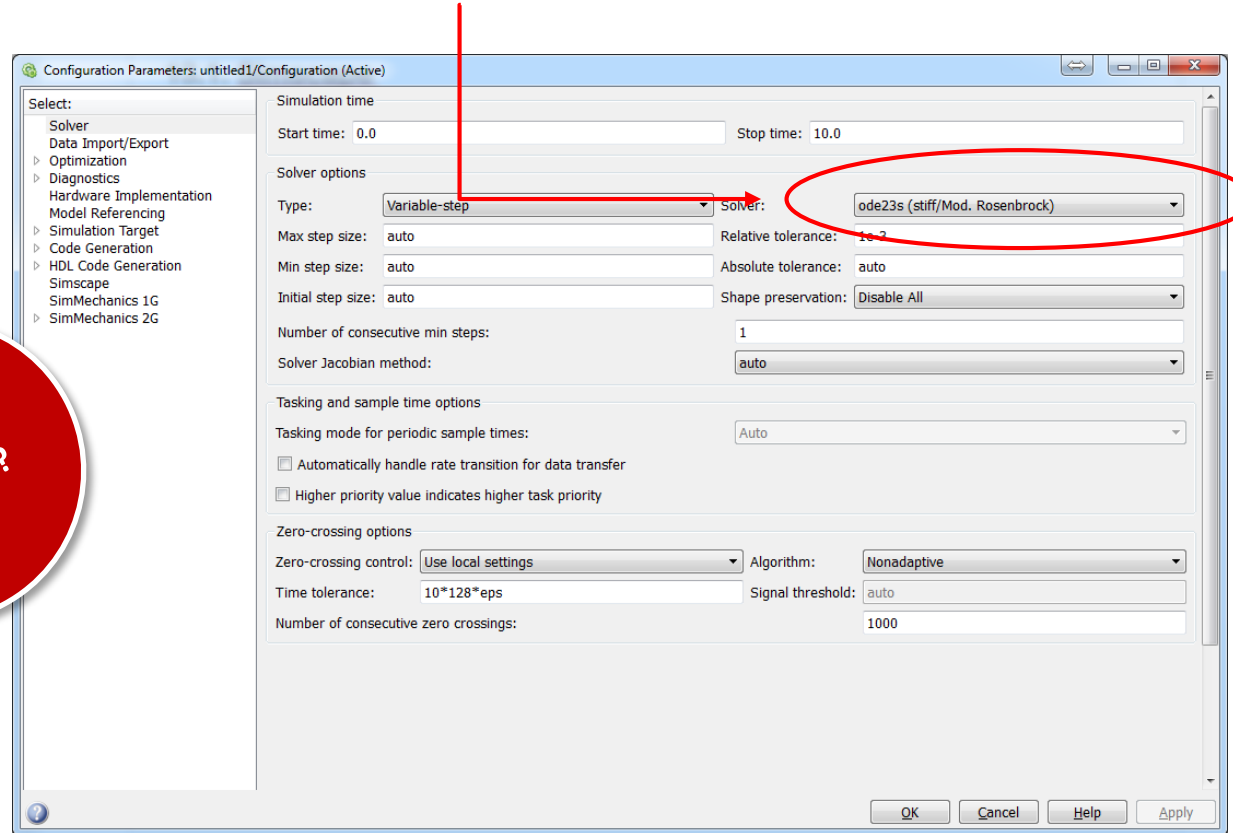 Configuration Parameters: untitled1/Configuration (Active)
Select:
Solver
Data Import/Export
Optimization
Diagnostics
Hardware Implementation
Model Referencing
Simulation Target
Code Generation
HDL Code Generation
Simscape
SimMechanics 1G
SimMechanics 2G
Simulation time
Start time: 0.0 Stop time: 10.0
Solver options
Type: Variable-step Solver: ode23s (stiff/Mod. Rosenbrock)
Max step size: auto Relative tolerance: 1e-3
Min step size: auto Absolute tolerance: auto
Initial step size: auto Shape preservation: Disable All
Number of consecutive min steps: 1
Solver Jacobian method: auto
Tasking and sample time options
Tasking mode for periodic sample times: Auto
Automatically handle rate transition for data transfer
Higher priority value indicates higher task priority
Zero-crossing options
Zero-crossing control: Use local settings Algorithm: Nonadaptive
Time tolerance: 10*128*eps Signal threshold: auto
Number of consecutive zero crossings: 1000
OK Cancel Help Apply